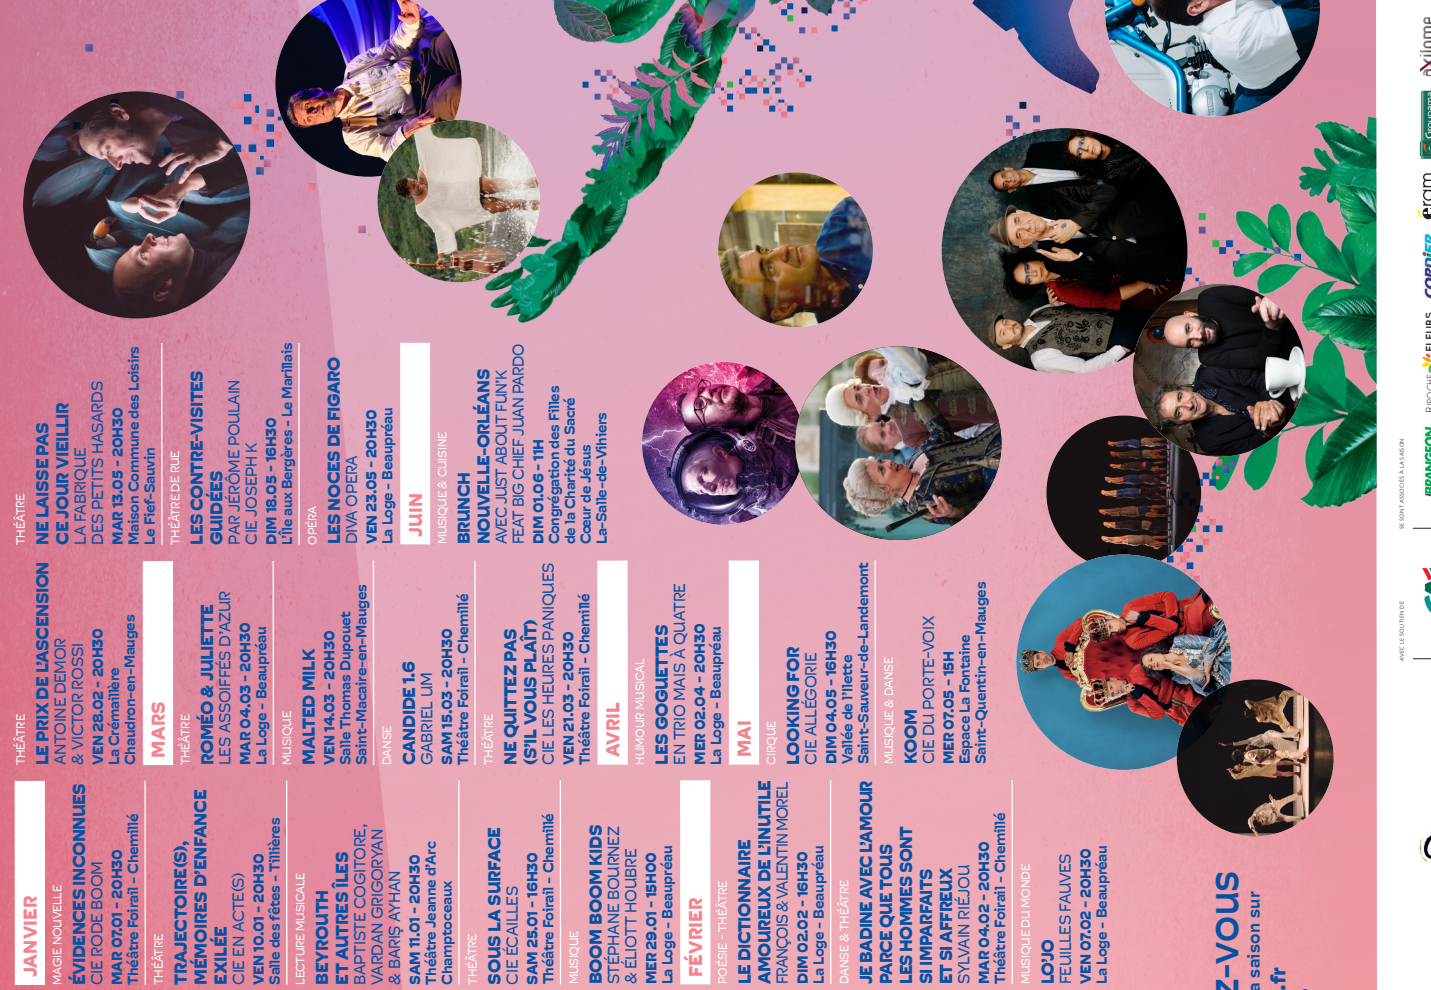 JANVIER
MAGIE NOUVELLE
ÉVIDENCES INCONNUES
CIE RODE BOOM
MAR 07.01 - 20H30
Théâtre Foirail - Chemillé
THÉÂTRE
TRAJECTOIRE(S),
MÉMOIRES D'ENFANCE
EXILÉE
CIE EN ACTE(S)
VEN 10.01 - 20H30
Salle des fêtes - Tillières
LECTURE MUSICALE
BEYROUTH
ET AUTRES ÎLES
BAPTISTE COGITORE,
VARDAN GRIGORYAN
& BARIŞ AYHAN
SAM 11.01 - 20H30
Théâtre Jeanne d'Arc
Champtoceaux
THÉÂTRE
SOUS LA SURFACE
CIE ÉCAILLES
SAM 25.01 - 16H30
Théâtre Foirail - Chemillé
MUSIQUE
BOOM BOOM KIDS
STÉPHANE BOURNEZ
& ÉLIOTT HOUBRE
MER 29.01 - 15H00
La Loge - Beaupréau
FÉVRIER
POÉSIE - THÉÂTRE
LE DICTIONNAIRE
AMOUREUX DE L'INUTILE
FRANÇOIS & VALENTIN MOREL
DIM 02.02 - 16H30
La Loge - Beaupréau
DANSE & THÉÂTRE
JE BADINE AVEC L'AMOUR
PARCE QUE TOUS
LES HOMMES SONT
SI IMPARFAITS
ET SI AFFREUX
SYLVAIN RIÉJOU
MAR 04.02 - 20H30
Théâtre Foirail - Chemillé
MUSIQUE DU MONDE
LO'JO
FEUILLES FAUVES
VEN 07.02 - 20H30
La Loge - Beaupréau
THÉÂTRE
LE PRIX DE L'ASCENSION
ANTOINE DEMOR
& VICTOR ROSSI
VEN 28.02 - 20H30
La Crémaillère
Chaudron-en-Mauges
MARS
THÉÂTRE
ROMÉO & JULIETTE
LES ASSOIFFÉS D'AZUR
MAR 04.03 - 20H30
La Loge - Beaupréau
MUSIQUE
MALTED MILK
VEN 14.03 - 20H30
Salle Thomas Dupouet
Saint-Macaire-en-Mauges
DANSE
CANDIDE 1.6
GABRIEL UM
SAM 15.03 - 20H30
Théâtre Foirail - Chemillé
THÉÂTRE
NE QUITTEZ PAS
(S'IL VOUS PLAÎT)
CIE LES HEURES PANIQUES
VEN 21.03 - 20H30
Théâtre Foirail - Chemillé
AVRIL
HUMOUR MUSICAL
LES GOGUETTES
EN TRIO MAIS À QUATRE
MER 02.04 - 20H30
La Loge - Beaupréau
MAI
CIRQUE
LOOKING FOR
CIE ALLÉGORIE
DIM 04.05 - 16H30
Vallée de l'Ilette
Saint-Sauveur-de-Landemont
MUSIQUE & DANSE
KOOM
CIE DU PORTE-VOIX
MER 07.05 - 15H
Espace La Fontaine
Saint-Quentin-en-Mauges
THÉÂTRE
NE LAISSE PAS
CE JOUR VIEILLIR
LA FABRIQUE
DES PETITS HASARDS
MAR 13.05 - 20H30
Maison Commune des Loisirs
Le Fief-Sauvin
THÉÂTRE DE RUE
LES CONTRE-VISITES
GUIDÉES
PAR JÉRÔME POULAIN
CIE JOSEPH K
DIM 18.05 - 16H30
L'Île aux Bergères - Le Marillais
OPÉRA
LES NOCES DE FIGARO
DIVA OPERA
VEN 23.05 - 20H30
La Loge - Beaupréau
JUIN
MUSIQUE & CUISINE
BRUNCH
NOUVELLE-ORLÉANS
AVEC JUST ABOUT FUN'K
FEAT BIG CHIEF JUAN PARDO
DIM 01.06 - 11H
Congrégation des Filles
de la Charité du Sacré
Cœur de Jésus
La-Salle-de-Vihiers
Z-VOUS
a saison sur
.fr
AVEC LE SOUTIEN DE
SE SONT ASSOCIÉS À LA SAISON
BRANGEON
FLEURS
CORDIER
éram
Groupama
axilome